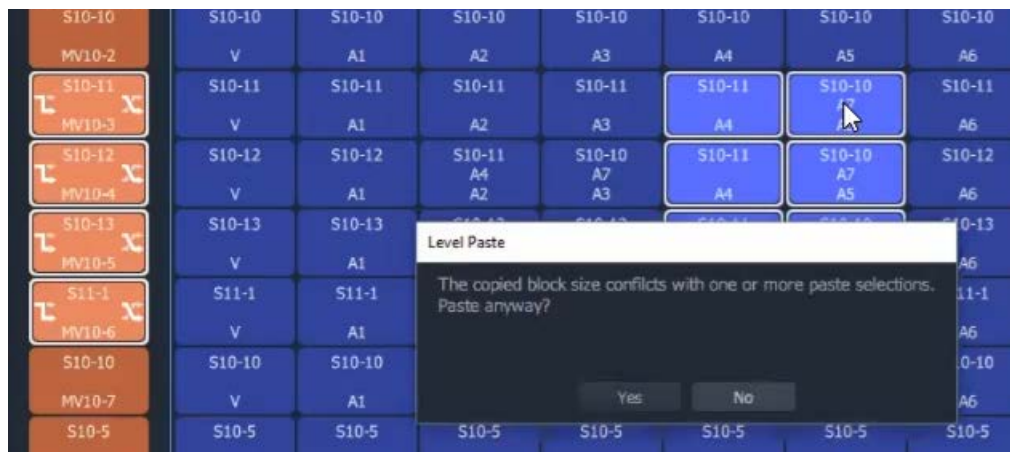 S10-10 S10-10 S10-10 S10-10 S10-10 S10-10 S10-10 S10-10
MV10-2 V A1 A2 A3 A4 A5 A6
S10-11 S10-11 S10-11 S10-11 S10-11 S10-11 S10-10 S10-11
A7
MV10-3 V A1 A2 A3 A4 A6
S10-12 S10-12 S10-12 S10-11 S10-10 S10-11 S10-10 S10-12
A4 A7 A7
MV10-4 V A1 A2 A3 A4 A5 A6
S10-13 S10-13 S10-13
MV10-5 V A1 A6
Level Paste
The copied block size confilcts with one or more paste selections.
Paste anyway?
Yes No
S11-1 S11-1 S11-1 11-1
MV10-6 V A1 A6
S10-10 S10-10 S10-10 0-10
MV10-7 V A1 A6
S10-5 S10-5 S10-5 S10-5 S10-5 S10-5 S10-5 S10-5